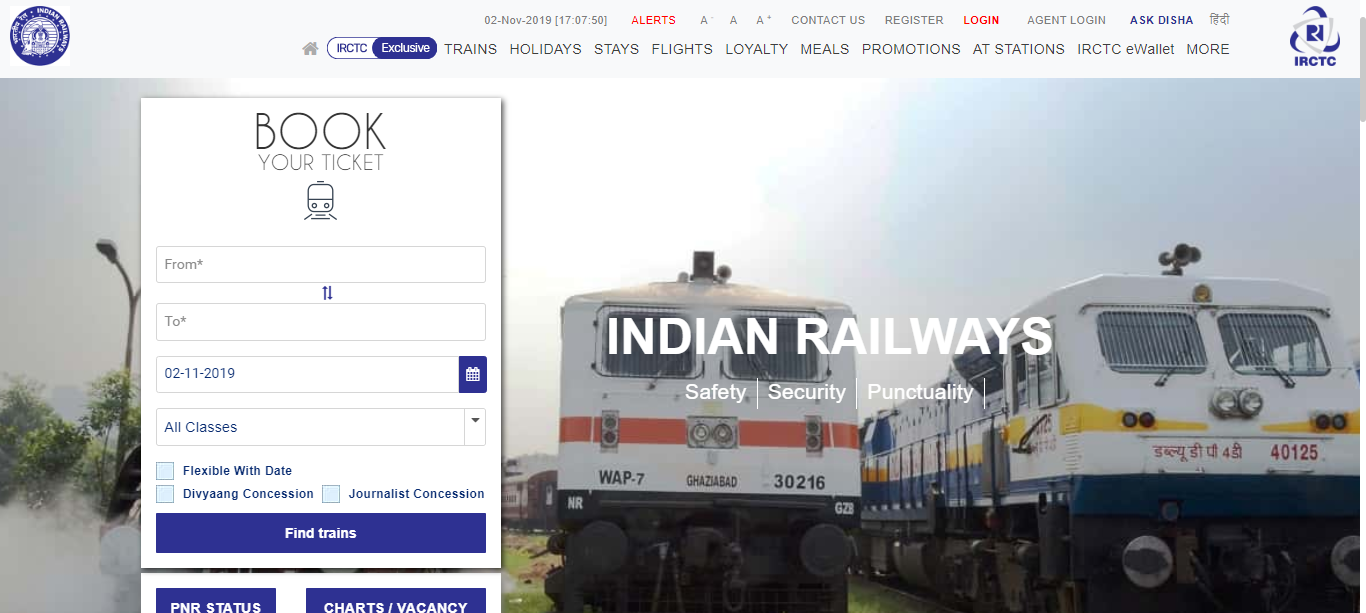 INDIAN RAILWAYS
02-Nov-2019 [17:07:50] ALERTS A- A A+ CONTACT US REGISTER LOGIN AGENT LOGIN ASK DISHA हिंदी
IRCTC Exclusive TRAINS HOLIDAYS STAYS FLIGHTS LOYALTY MEALS PROMOTIONS AT STATIONS IRCTC eWallet MORE
IRCTC
BOOK
YOUR TICKET
From*
To*
02-11-2019
All Classes
Flexible With Date
Divyaang Concession Journalist Concession
Find trains
PNR STATUS CHARTS / VACANCY
INDIAN RAILWAYS
Safety Security Punctuality
WAP-7 GHAZIABAD 30216
NR GZB
40125
डब्ल्यू डी पी 4डी 40125